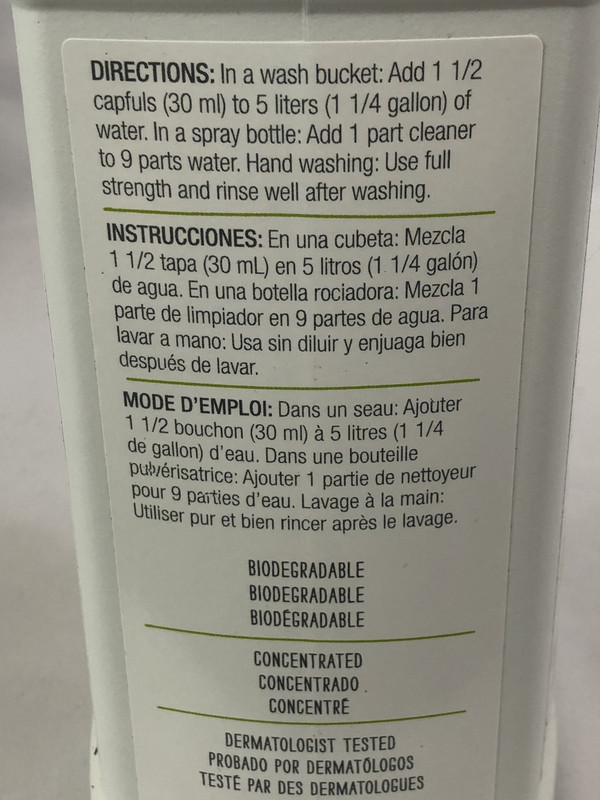 DIRECTIONS: In a wash bucket: Add 1 1/2
capfuls (30 ml) to 5 liters (1 1/4 gallon) of
water. In a spray bottle: Add 1 part cleaner
to 9 parts water. Hand washing: Use full
strength and rinse well after washing.
INSTRUCCIONES: En una cubeta: Mezcla
1 1/2 tapa (30 mL) en 5 litros (1 1/4 galón)
de agua. En una botella rociadora: Mezcla 1
parte de limpiador en 9 partes de agua. Para
lavar a mano: Usa sin diluir y enjuaga bien
después de lavar.
MODE D'EMPLOI: Dans un seau: Ajouter
1 1/2 bouchon (30 ml) à 5 litres (1 1/4
de gallon) d'eau. Dans une bouteille
pulvérisatrice: Ajouter 1 partie de nettoyeur
pour 9 parties d'eau. Lavage à la main:
Utiliser pur et bien rincer après le lavage.
BIODEGRADABLE
BIODEGRADABLE
BIODÉGRADABLE
CONCENTRATED
CONCENTRADO
CONCENTRÉ
DERMATOLOGIST TESTED
PROBADO POR DERMATÓLOGOS
TESTÉ PAR DES DERMATOLOGUES